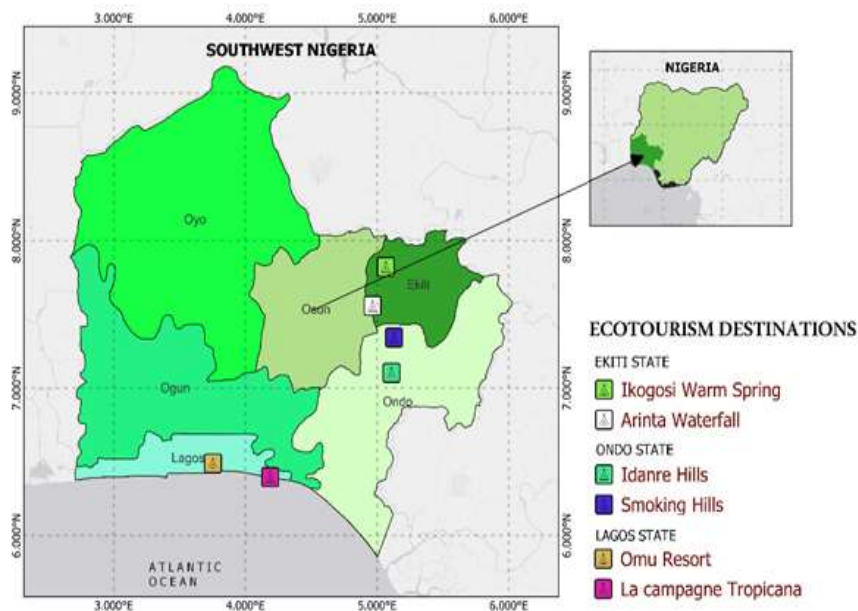 3.000°E 4.000°E 5.000°E 6.000°E
SOUTHWEST NIGERIA
9.000°N
8.000°N
7.000°N
6.000°N
9.000°N
8.000°N
7.000°N
6.000°N
Oyo
Osun
Ekiti
Ogun
Ondo
Lagos
ATLANTIC
OCEAN
3.000°E 4.000°E 5.000°E 6.000°E
NIGERIA
ECOTOURISM DESTINATIONS
EKITI STATE
Ikogosi Warm Spring
Arinta Waterfall
ONDO STATE
Idanre Hills
Smoking Hills
LAGOS STATE
Omu Resort
La campagne Tropicana